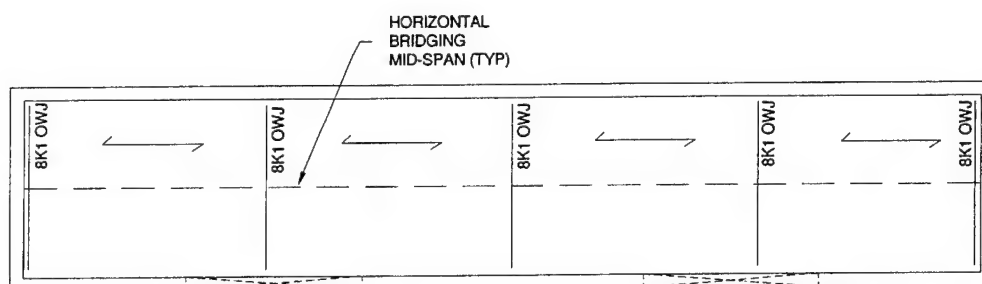 HORIZONTAL
BRIDGING
MID-SPAN (TYP)
8K1 OWJ
8K1 OWJ
8K1 OWJ
8K1 OWJ
8K1 OWJ